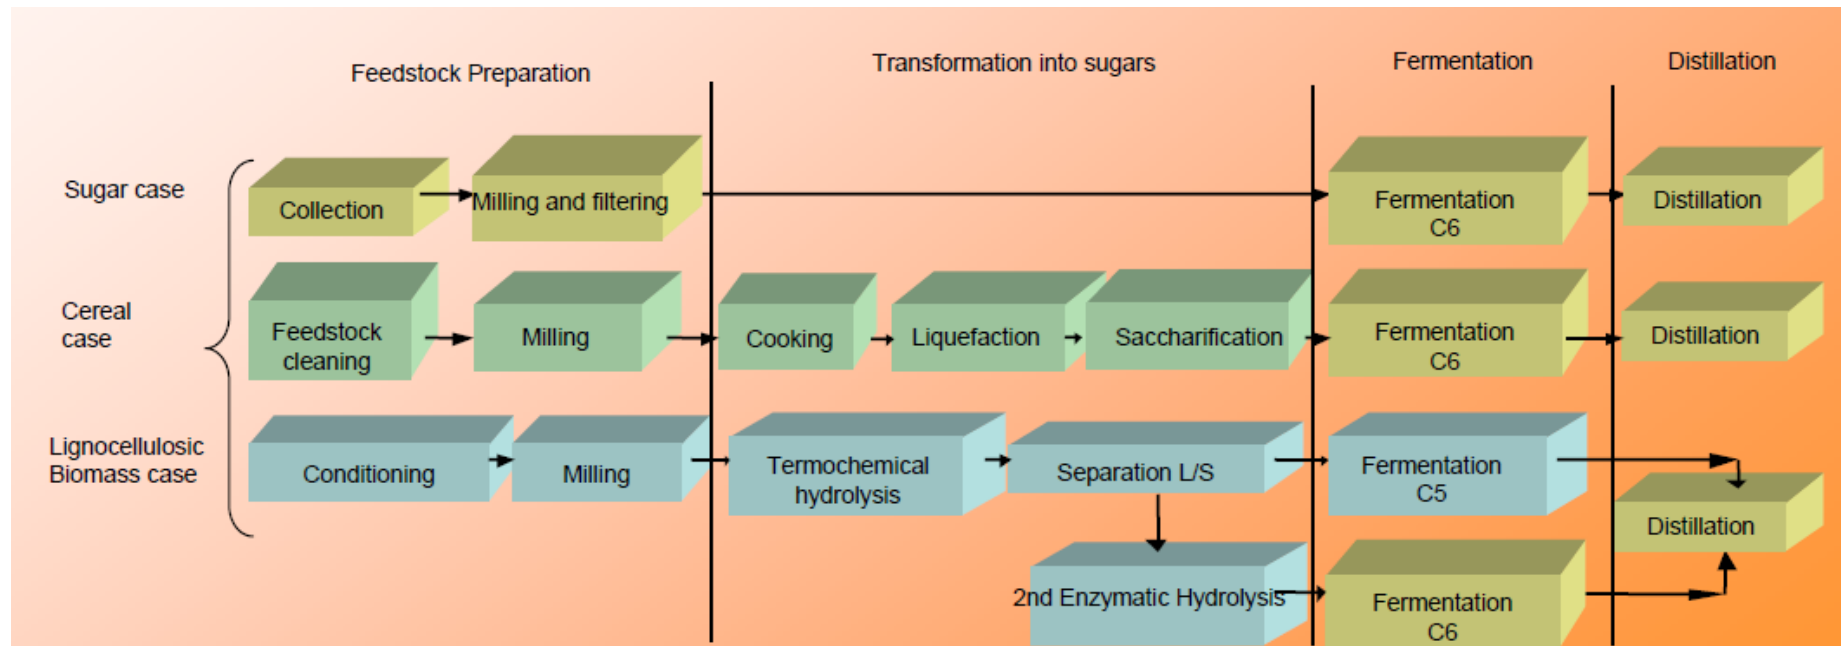 Feedstock Preparation
Transformation into sugars
Fermentation
Distillation
Sugar case
Collection
Milling and filtering
Fermentation
C6
Distillation
Cereal
case
Feedstock
cleaning
Milling
Cooking
Liquefaction
Saccharification
Fermentation
C6
Distillation
Lignocellulosic
Biomass case
Conditioning
Milling
Termochemical
hydrolysis
Separation L/S
Fermentation
C5
Distillation
2nd Enzymatic Hydrolysis
Fermentation
C6